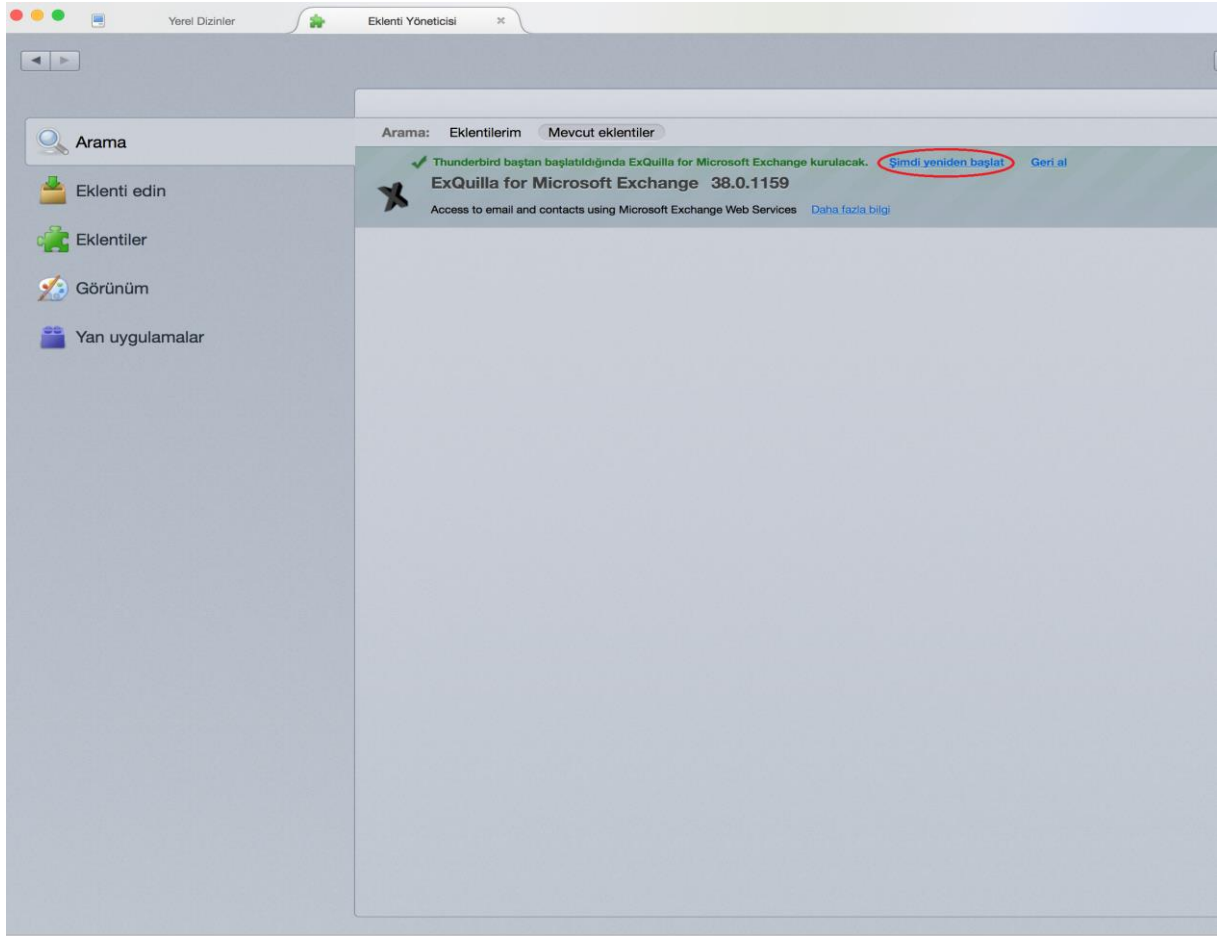 Yerel Dizinler
Eklenti Yöneticisi
Arama
Eklenti edin
Eklentiler
Görünüm
Yan uygulamalar
Arama: Eklentilerim Mevcut eklentiler
Thunderbird baştan başlatıldığında ExQuilla for Microsoft Exchange kurulacak. Şimdi yeniden başlat Geri al
ExQuilla for Microsoft Exchange 38.0.1159
Access to email and contacts using Microsoft Exchange Web Services Daha fazla bilgi